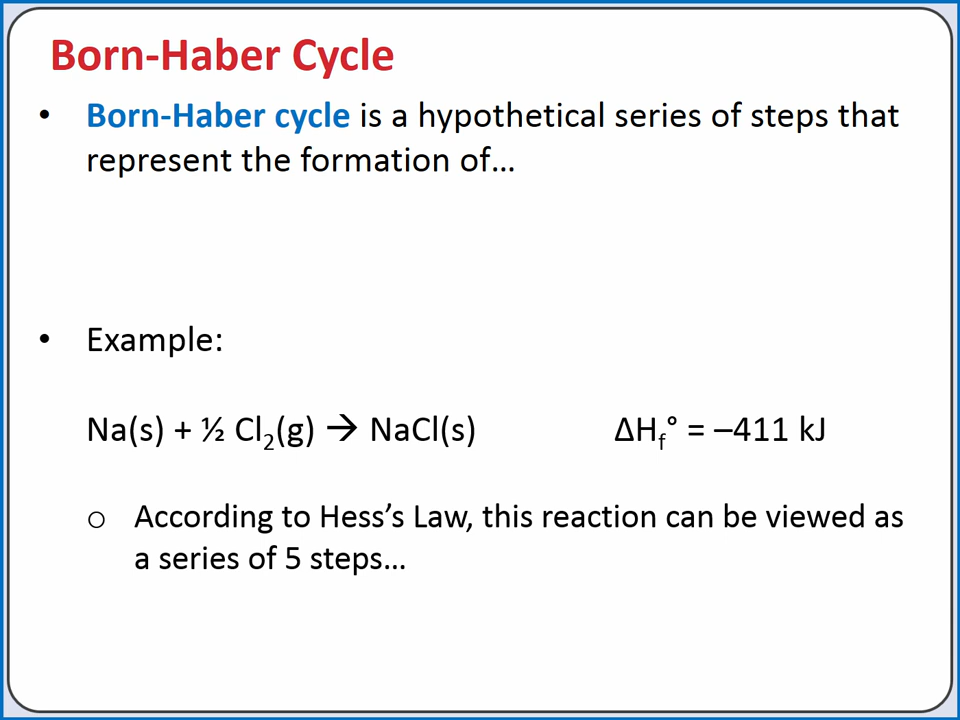 Born-Haber Cycle
• Born-Haber cycle is a hypothetical series of steps that
represent the formation of…
• Example:
Na(s) + ½ Cl₂(g) → NaCl(s) ΔHf° = –411 kJ
o According to Hess’s Law, this reaction can be viewed as
a series of 5 steps…